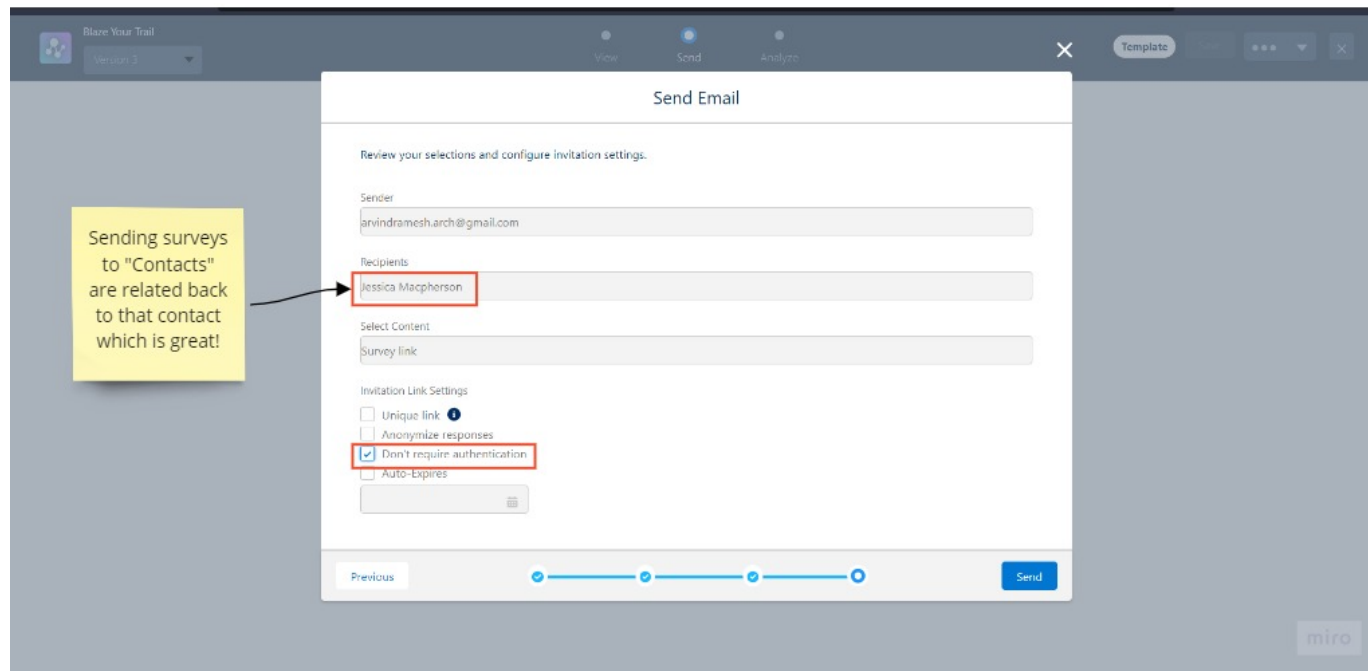 Blaze Your Trail
Version 3
View
Send
Analyze
Template
Save
Send Email
Review your selections and configure invitation settings.
Sender
arvindramesh.arch@gmail.com
Recipients
Jessica Macpherson
Select Content
Survey link
Invitation Link Settings
Unique link
Anonymize responses
Don't require authentication
Auto-Expires
Previous
Send
Sending surveys
to "Contacts"
are related back
to that contact
which is great!
miro